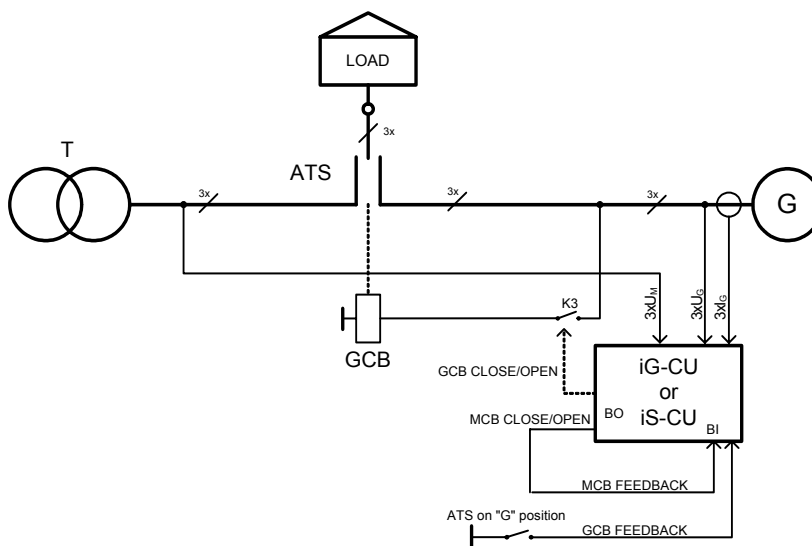 LOAD
3x
T
ATS
3x
3x
3x
G
K3
3xUM
3xUG
3xIG
GCB
GCB CLOSE/OPEN
iG-CU
or
iS-CU
BO
MCB CLOSE/OPEN
BI
MCB FEEDBACK
ATS on "G" position
GCB FEEDBACK